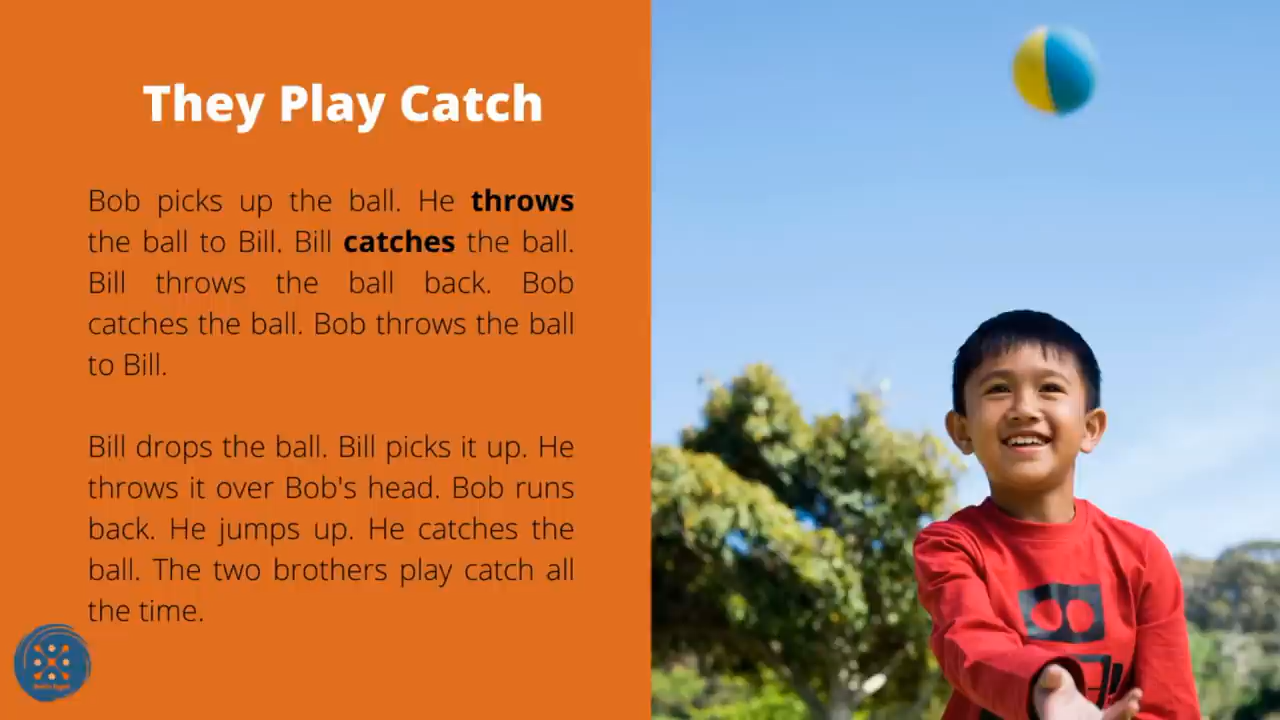 They Play Catch
Bob picks up the ball. He throws
the ball to Bill. Bill catches the ball.
Bill throws the ball back. Bob
catches the ball. Bob throws the ball
to Bill.
Bill drops the ball. Bill picks it up. He
throws it over Bob's head. Bob runs
back. He jumps up. He catches the
ball. The two brothers play catch all
the time.